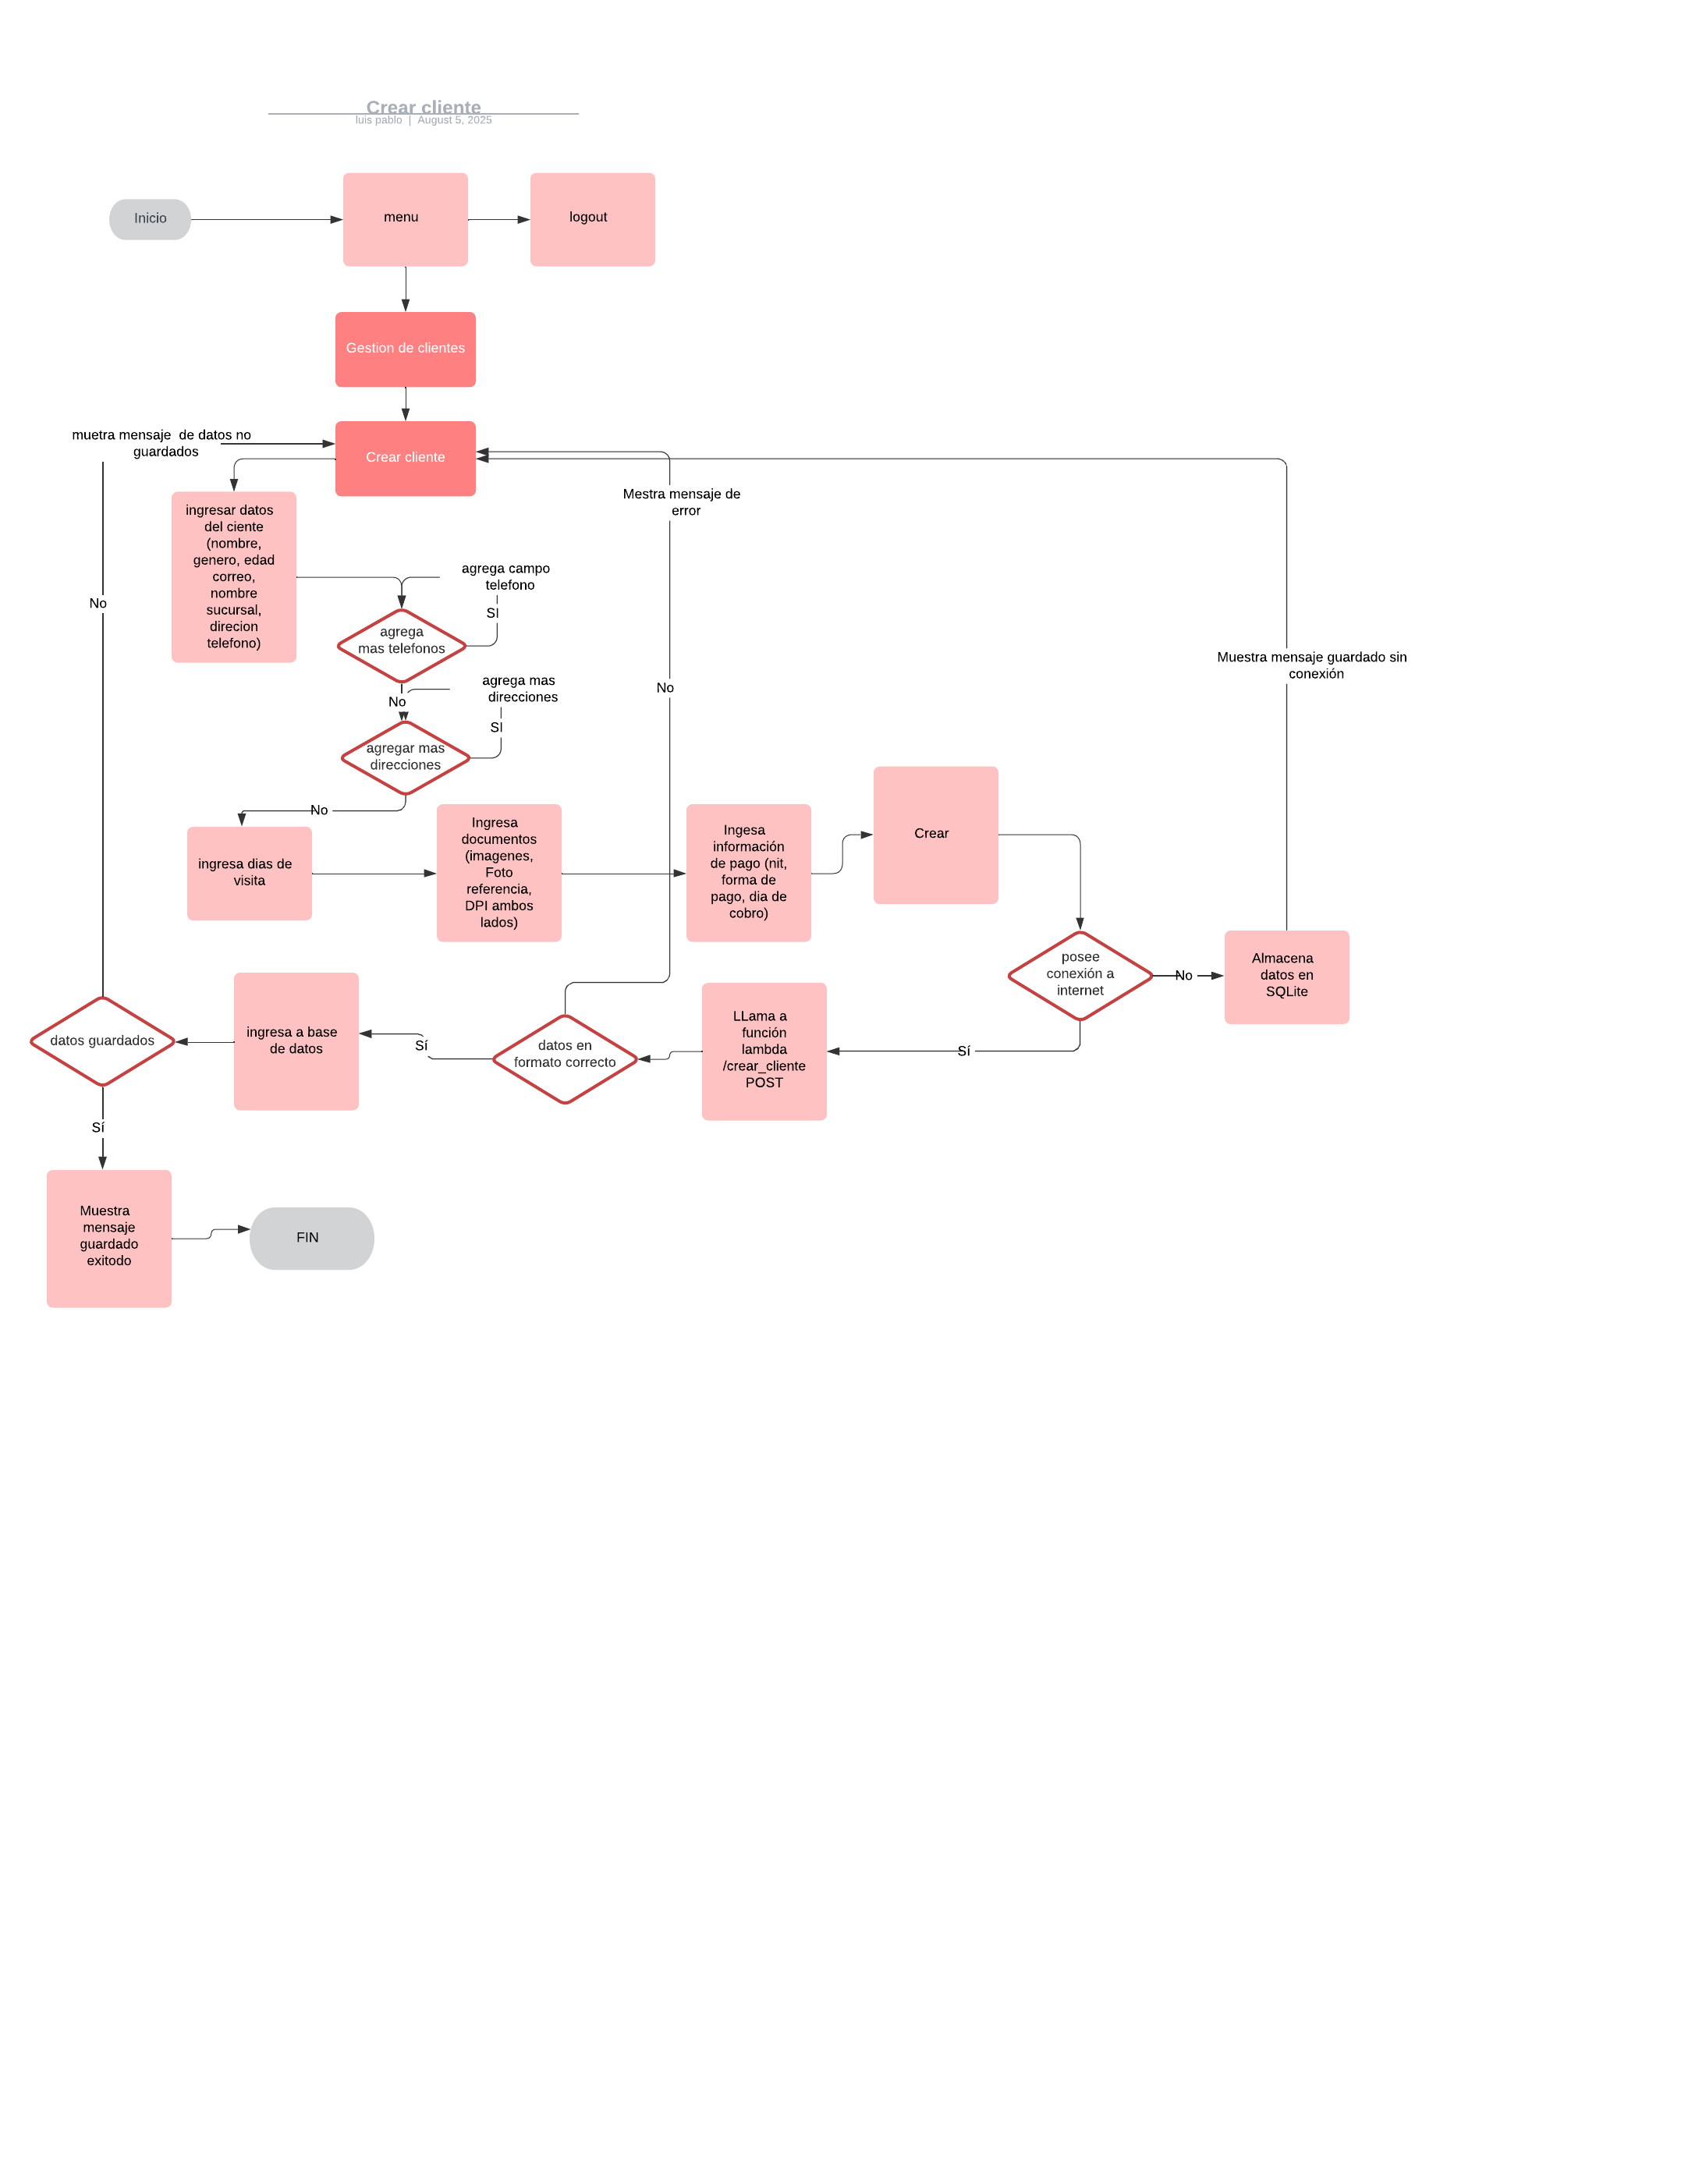 Crear cliente
luis pablo | August 5, 2025
Inicio
menu
logout
Gestion de clientes
Crear cliente
muetra mensaje de datos no
guardados
Mestra mensaje de
error
ingresar datos
del ciente
(nombre,
genero, edad
correo,
nombre
sucursal,
direcion
telefono)
agrega campo
telefono
SI
No
agrega
mas telefonos
Muestra mensaje guardado sin
conexión
agrega mas
direcciones
No
No
SI
agregar mas
direcciones
No
ingresa dias de
visita
Ingresa
documentos
(imagenes,
Foto
referencia,
DPI ambos
lados)
Ingesa
información
de pago (nit,
forma de
pago, dia de
cobro)
Crear
posee
conexión a
internet
No
Almacena
datos en
SQLite
datos guardados
ingresa a base
de datos
Sí
datos en
formato correcto
LLama a
función
lambda
/crear_cliente
POST
Sí
Sí
Muestra
mensaje
guardado
exitodo
FIN